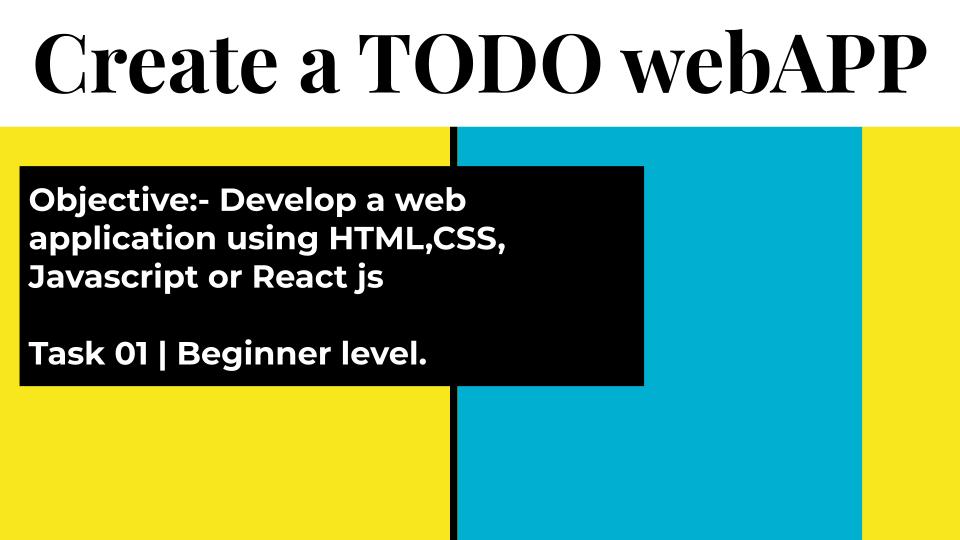 Create a TODO webAPP
Objective:- Develop a web
application using HTML,CSS,
Javascript or React js
Task 01 | Beginner level.